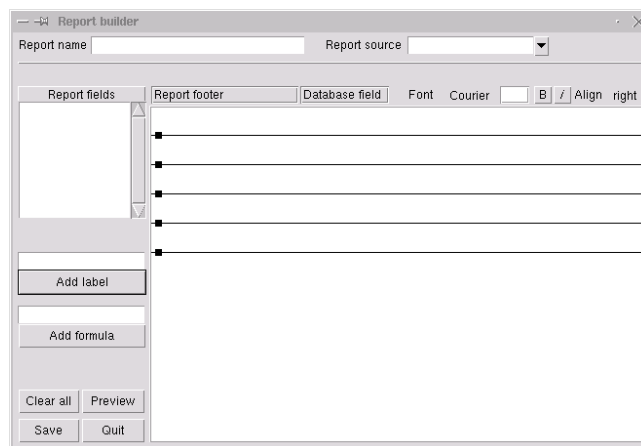 Report builder
Report name Report source
Report fields Report footer Database field Font Courier B i Align right
Add label
Add formula
Clear all Preview
Save Quit